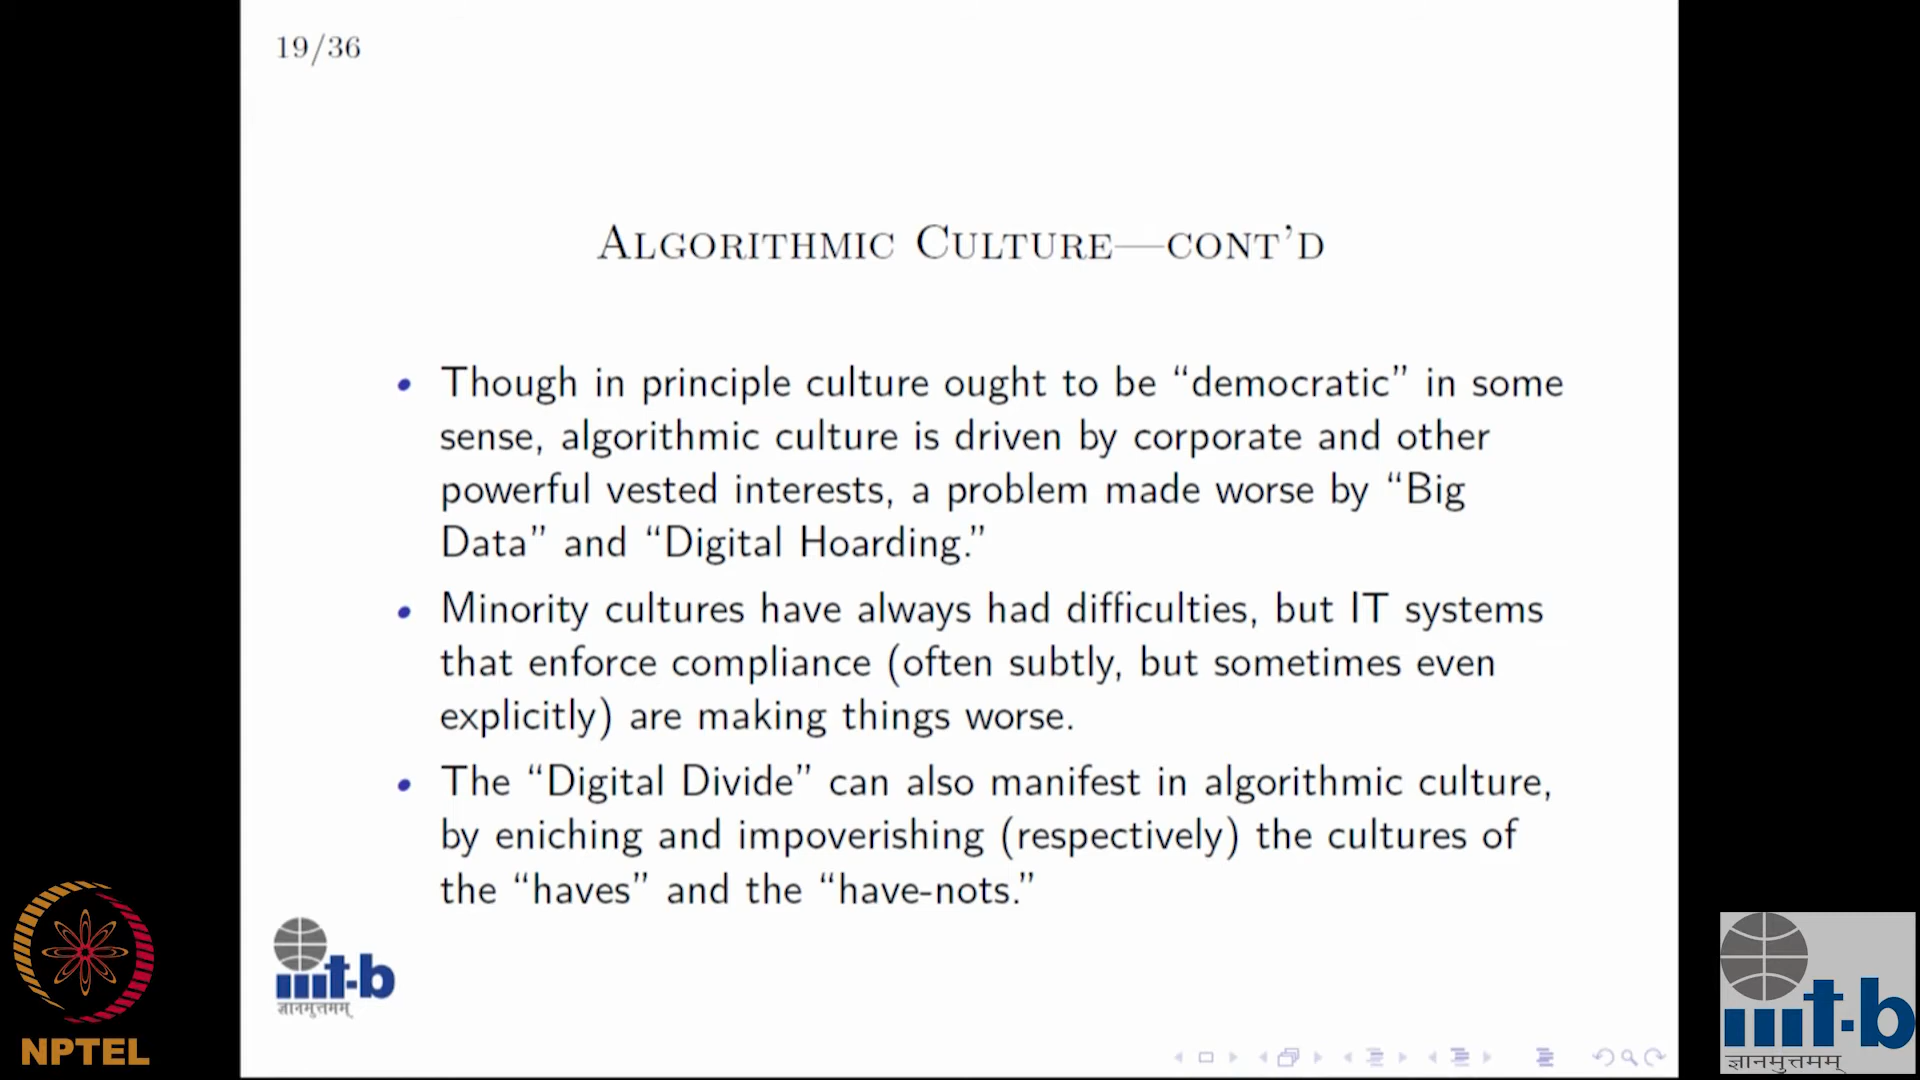 19/36
Algorithmic Culture—cont’d
• Though in principle culture ought to be “democratic” in some
sense, algorithmic culture is driven by corporate and other
powerful vested interests, a problem made worse by “Big
Data” and “Digital Hoarding.”
• Minority cultures have always had difficulties, but IT systems
that enforce compliance (often subtly, but sometimes even
explicitly) are making things worse.
• The “Digital Divide” can also manifest in algorithmic culture,
by eniching and impoverishing (respectively) the cultures of
the “haves” and the “have-nots.”
iiit-b
ज्ञानमुत्तमम्
NPTEL
iiit-b
ज्ञानमुत्तमम्